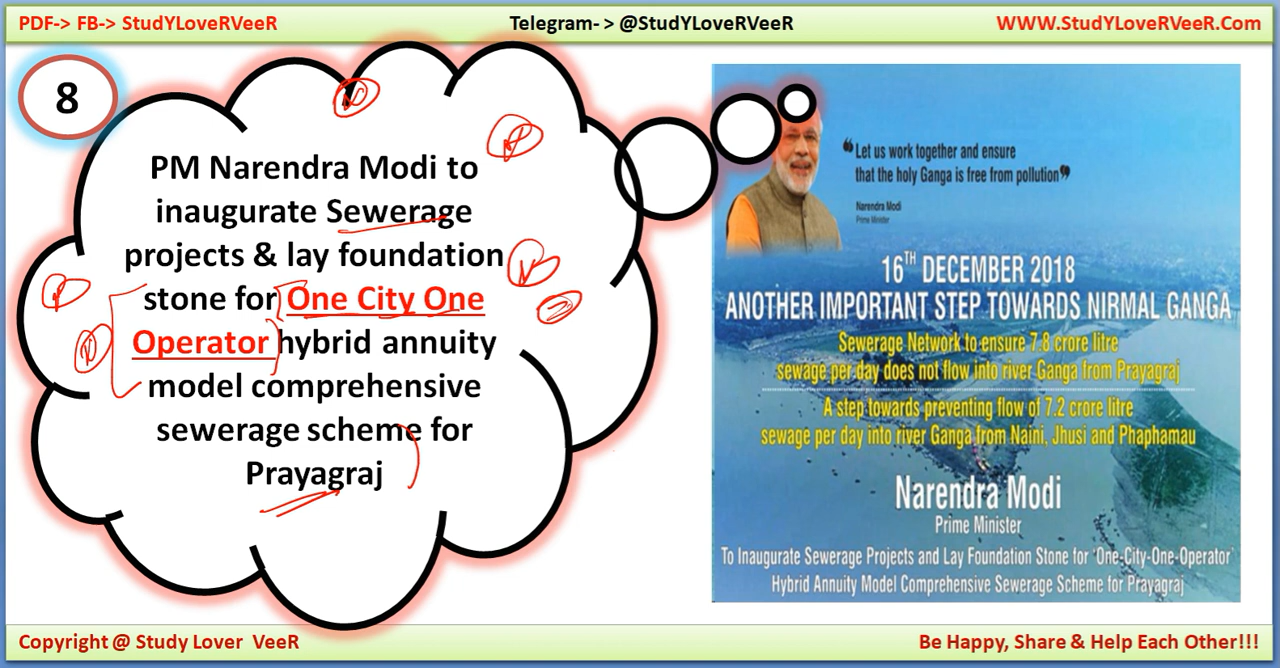 PDF-> FB-> StudYLoveRVeeR
Telegram- > @StudYLoveRVeeR
WWW.StudYLoveRVeeR.Com
8
PM Narendra Modi to
inaugurate Sewerage
projects & lay foundation
stone for One City One
Operator hybrid annuity
model comprehensive
sewerage scheme for
Prayagraj
“Let us work together and ensure
that the holy Ganga is free from pollution”
Narendra Modi
Prime Minister
16TH DECEMBER 2018
ANOTHER IMPORTANT STEP TOWARDS NIRMAL GANGA
Sewerage Network to ensure 7.8 crore litre
sewage per day does not flow into river Ganga from Prayagraj
A step towards preventing flow of 7.2 crore litre
sewage per day into river Ganga from Naini, Jhusi and Phaphamau
Narendra Modi
Prime Minister
To Inaugurate Sewerage Projects and Lay Foundation Stone for 'One-City-One-Operator'
Hybrid Annuity Model Comprehensive Sewerage Scheme for Prayagraj
Copyright @ Study Lover VeeR
Be Happy, Share & Help Each Other!!!